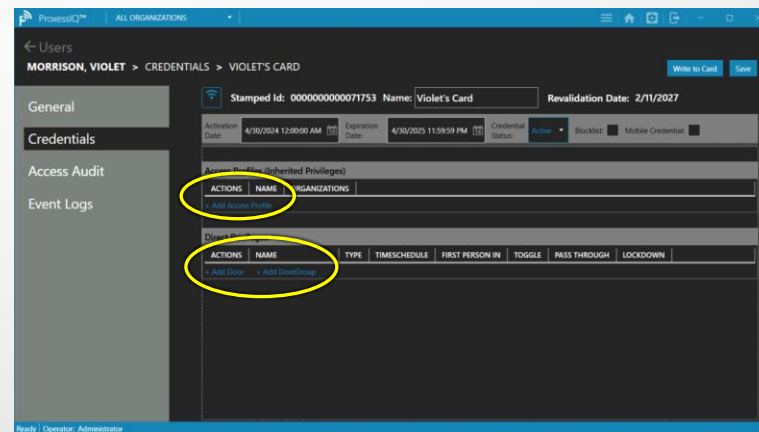 ProxessIQ™ ALL ORGANIZATIONS
Users
MORRISON, VIOLET > CREDENTIALS > VIOLET'S CARD
Write to Card Save
General
Credentials
Access Audit
Event Logs
Stamped Id: 0000000000071753 Name: Violet's Card Revalidation Date: 2/11/2027
Activation Date: 4/30/2024 12:00:00 AM Expiration Date: 4/30/2025 11:59:59 PM Credential Status: Active Blocklist: Mobile Credential:
Access Profiles (Inherited Privileges)
ACTIONS NAME ORGANIZATIONS
+ Add Access Profile
Direct Privileges
ACTIONS NAME TYPE TIMESCHEDULE FIRST PERSON IN TOGGLE PASS THROUGH LOCKDOWN
+ Add Door + Add DoorGroup
Ready Operator: Administrator